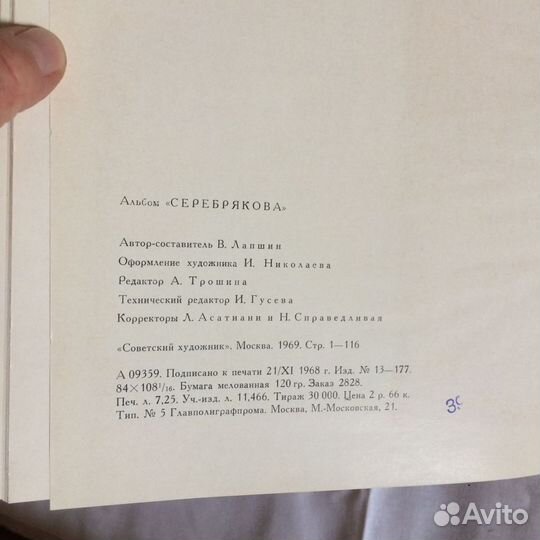 Альбом «СЕРЕБРЯКОВА»
Автор-составитель В. Лапшин
Оформление художника И. Николаева
Редактор А. Трошина
Технический редактор И. Гусева
Корректоры Л. Асатиани и Н. Справедливая
«Советский художник». Москва. 1969. Стр. 1—116
А 09359. Подписано к печати 21/XI 1968 г. Изд. № 13—177.
84×108¹/₁₆. Бумага мелованная 120 гр. Заказ 2828.
Печ. л. 7,25. Уч.-изд. л. 11,466. Тираж 30 000. Цена 2 р. 66 к.
Тип. № 5 Главполиграфпрома. Москва, М.-Московская, 21.
Avito